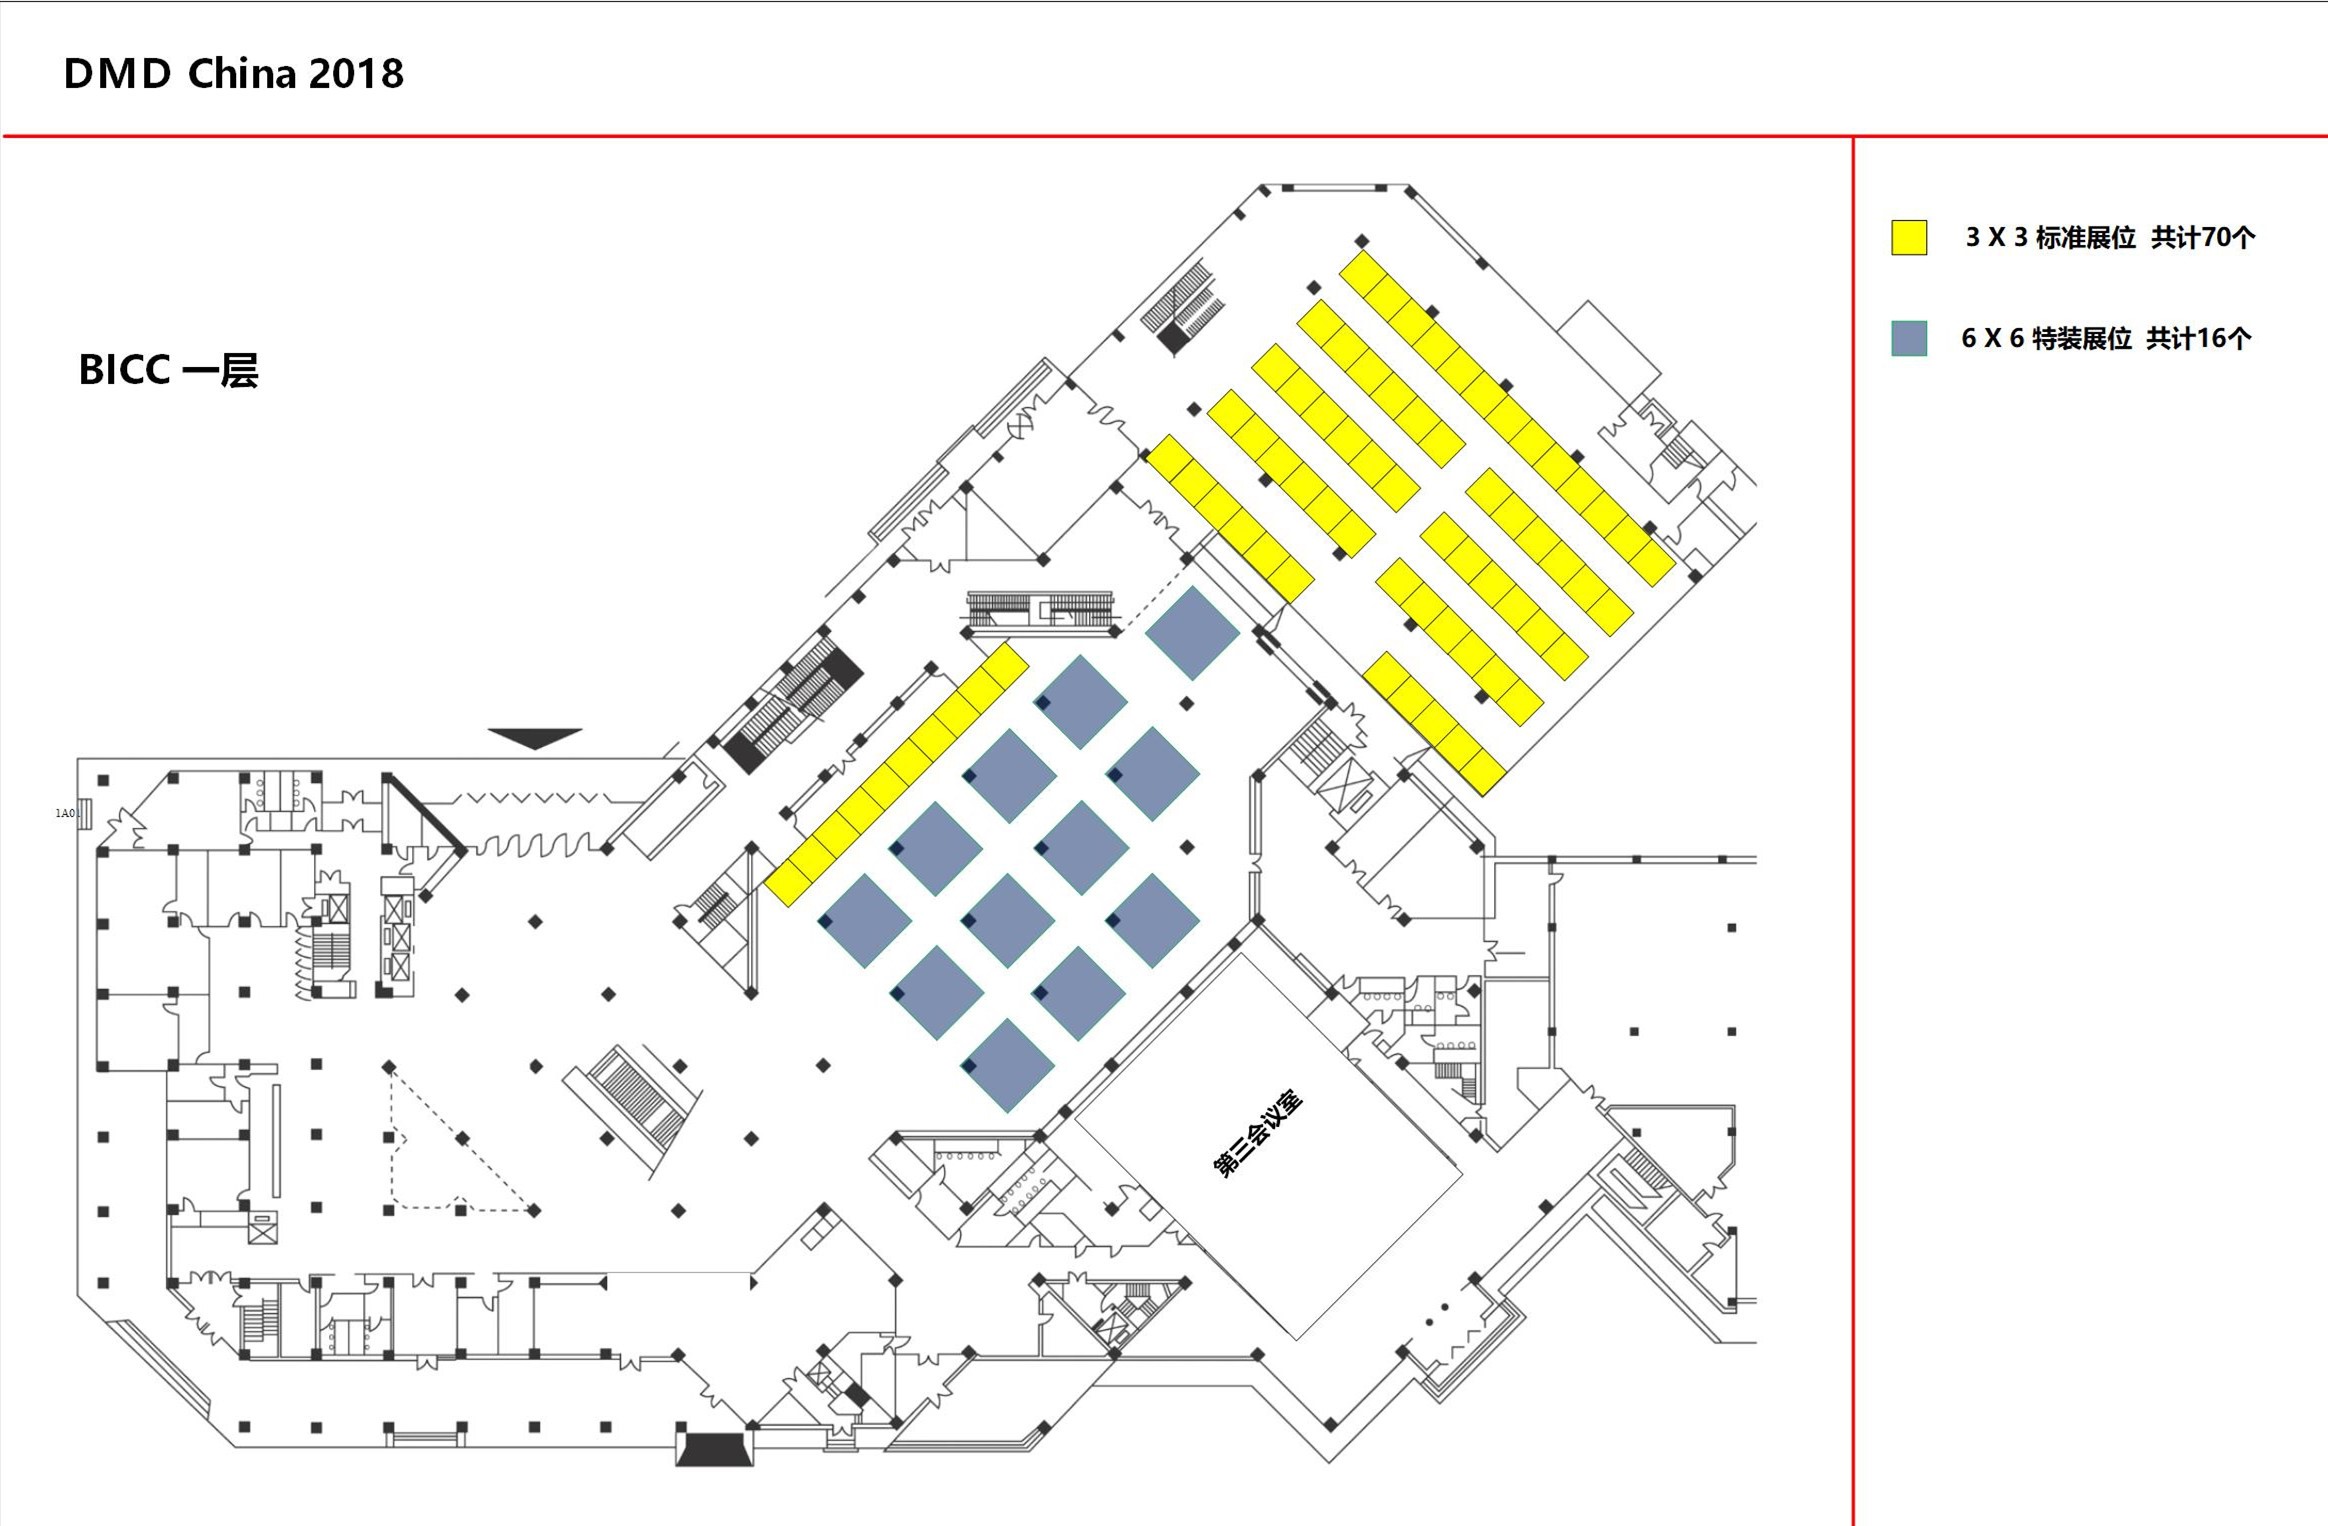 DMD China 2018
BICC 一层
3 X 3 标准展位 共计70个
6 X 6 特装展位 共计16个
1A01
第三会议室